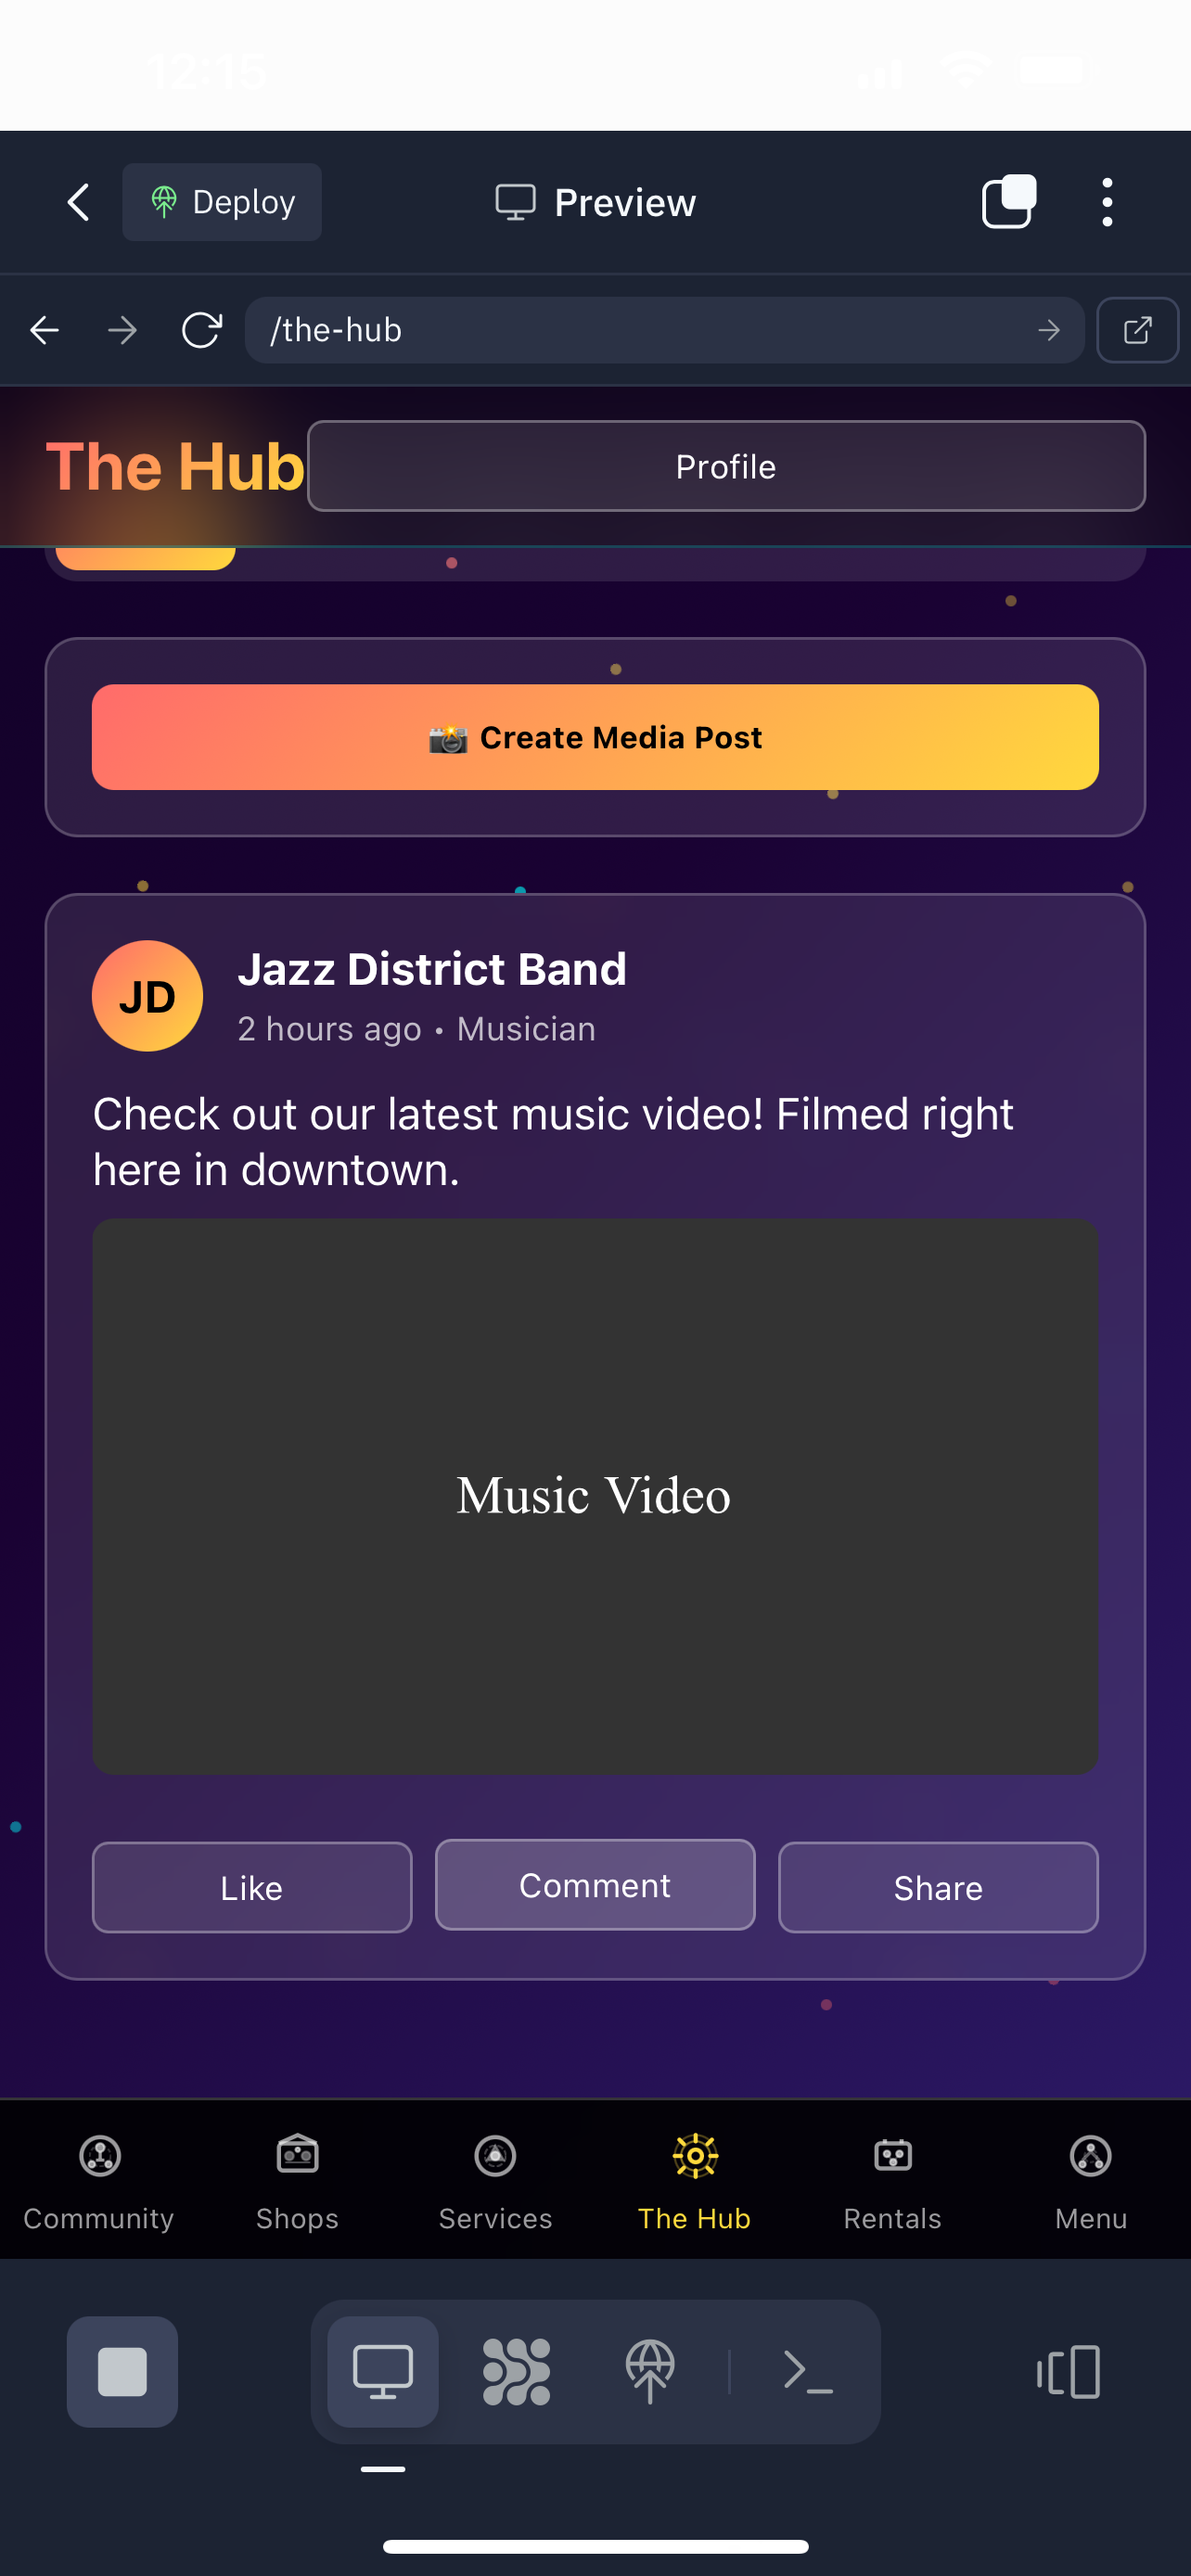 12:15
Deploy
Preview
/the-hub
The Hub
Profile
📸 Create Media Post
JD
Jazz District Band
2 hours ago • Musician
Check out our latest music video! Filmed right
here in downtown.
Music Video
Like
Comment
Share
Community
Shops
Services
The Hub
Rentals
Menu